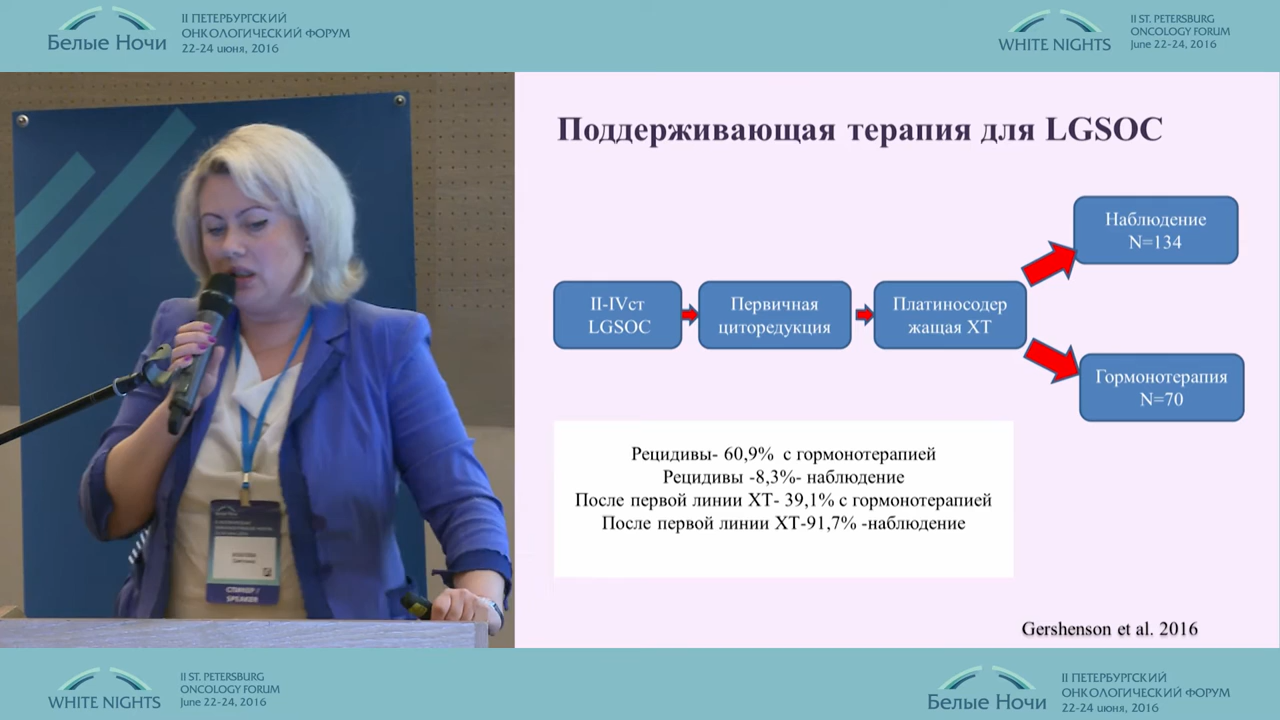 II ПЕТЕРБУРГСКИЙ
ОНКОЛОГИЧЕСКИЙ ФОРУМ
Белые Ночи
22-24 июня, 2016
II ST. PETERSBURG
ONCOLOGY FORUM
WHITE NIGHTS
June 22-24, 2016
Поддерживающая терапия для LGSOC
Наблюдение
N=134
II-IVст
LGSOC
Первичная
циторедукция
Платиносодер
жащая ХТ
Гормонотерапия
N=70
Рецидивы- 60,9% с гормонотерапией
Рецидивы -8,3%- наблюдение
После первой линии ХТ- 39,1% с гормонотерапией
После первой линии ХТ-91,7% -наблюдение
Gershenson et al. 2016
СПИКЕР /
SPEAKER
II ST. PETERSBURG
ONCOLOGY FORUM
WHITE NIGHTS
June 22-24, 2016
II ПЕТЕРБУРГСКИЙ
ОНКОЛОГИЧЕСКИЙ ФОРУМ
Белые Ночи
22-24 июня, 2016